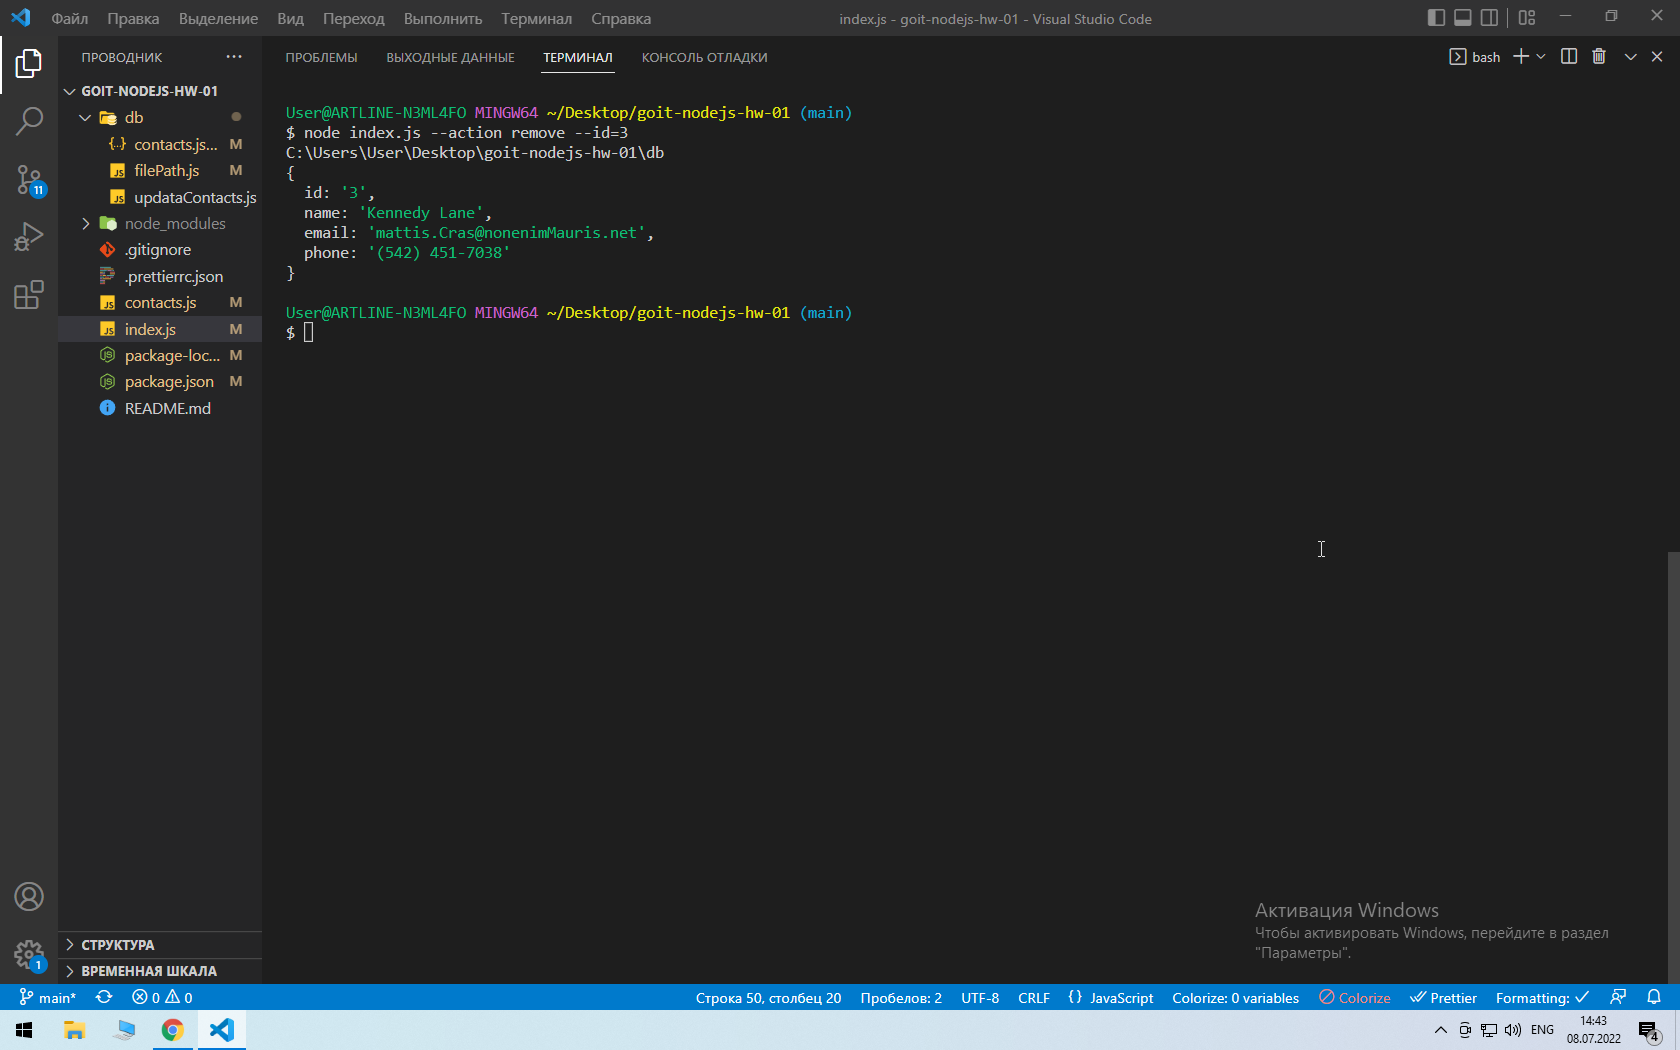 Файл Правка Выделение Вид Переход Выполнить Терминал Справка index.js - goit-nodejs-hw-01 - Visual Studio Code
ПРОВОДНИК ...
ПРОБЛЕМЫ ВЫХОДНЫЕ ДАННЫЕ ТЕРМИНАЛ КОНСОЛЬ ОТЛАДКИ bash
GOIT-NODEJS-HW-01
db
contacts.js... M
filePath.js M
updataContacts.js
node_modules
.gitignore
.prettierrc.json
contacts.js M
index.js M
package-loc... M
package.json M
README.md
11
User@ARTLINE-N3ML4FO MINGW64 ~/Desktop/goit-nodejs-hw-01 (main)
$ node index.js --action remove --id=3
C:\Users\User\Desktop\goit-nodejs-hw-01\db
{
id: '3',
name: 'Kennedy Lane',
email: 'mattis.Cras@nonenimMauris.net',
phone: '(542) 451-7038'
}
User@ARTLINE-N3ML4FO MINGW64 ~/Desktop/goit-nodejs-hw-01 (main)
$
Активация Windows
Чтобы активировать Windows, перейдите в раздел
"Параметры".
СТРУКТУРА
ВРЕМЕННАЯ ШКАЛА
1
main* 0 0 Строка 50, столбец 20 Пробелов: 2 UTF-8 CRLF {} JavaScript Colorize: 0 variables Colorize Prettier Formatting:
ENG 14:43
08.07.2022
4